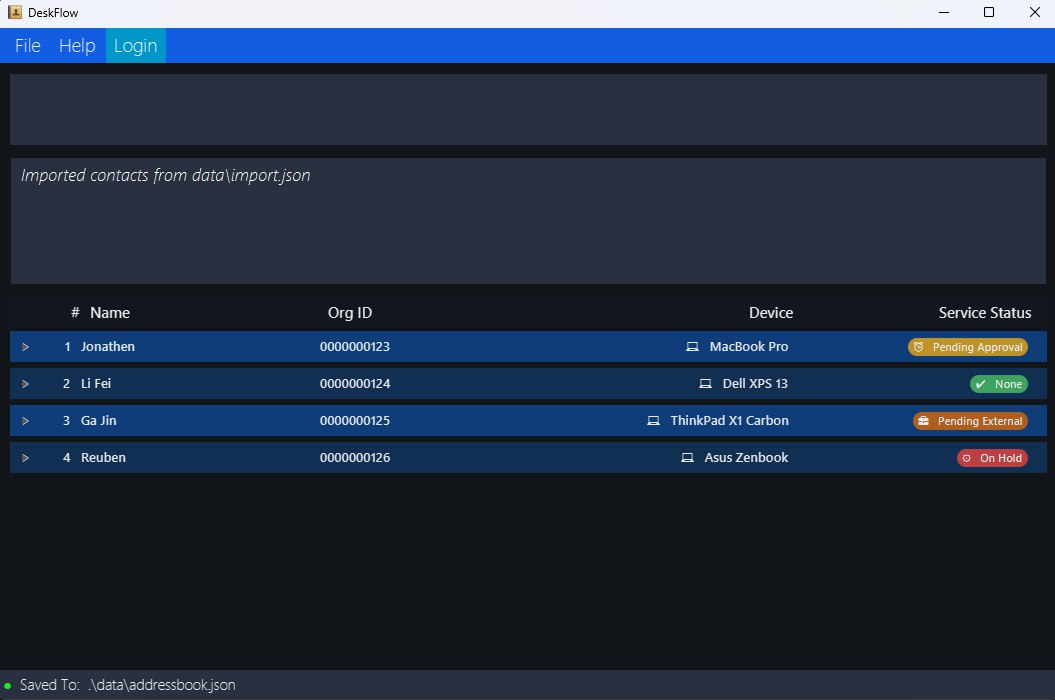 DeskFlow
File Help Login
Imported contacts from data\import.json
# Name Org ID Device Service Status
1 Jonathen 0000000123 MacBook Pro Pending Approval
2 Li Fei 0000000124 Dell XPS 13 None
3 Ga Jin 0000000125 ThinkPad X1 Carbon Pending External
4 Reuben 0000000126 Asus Zenbook On Hold
Saved To: .\data\addressbook.json